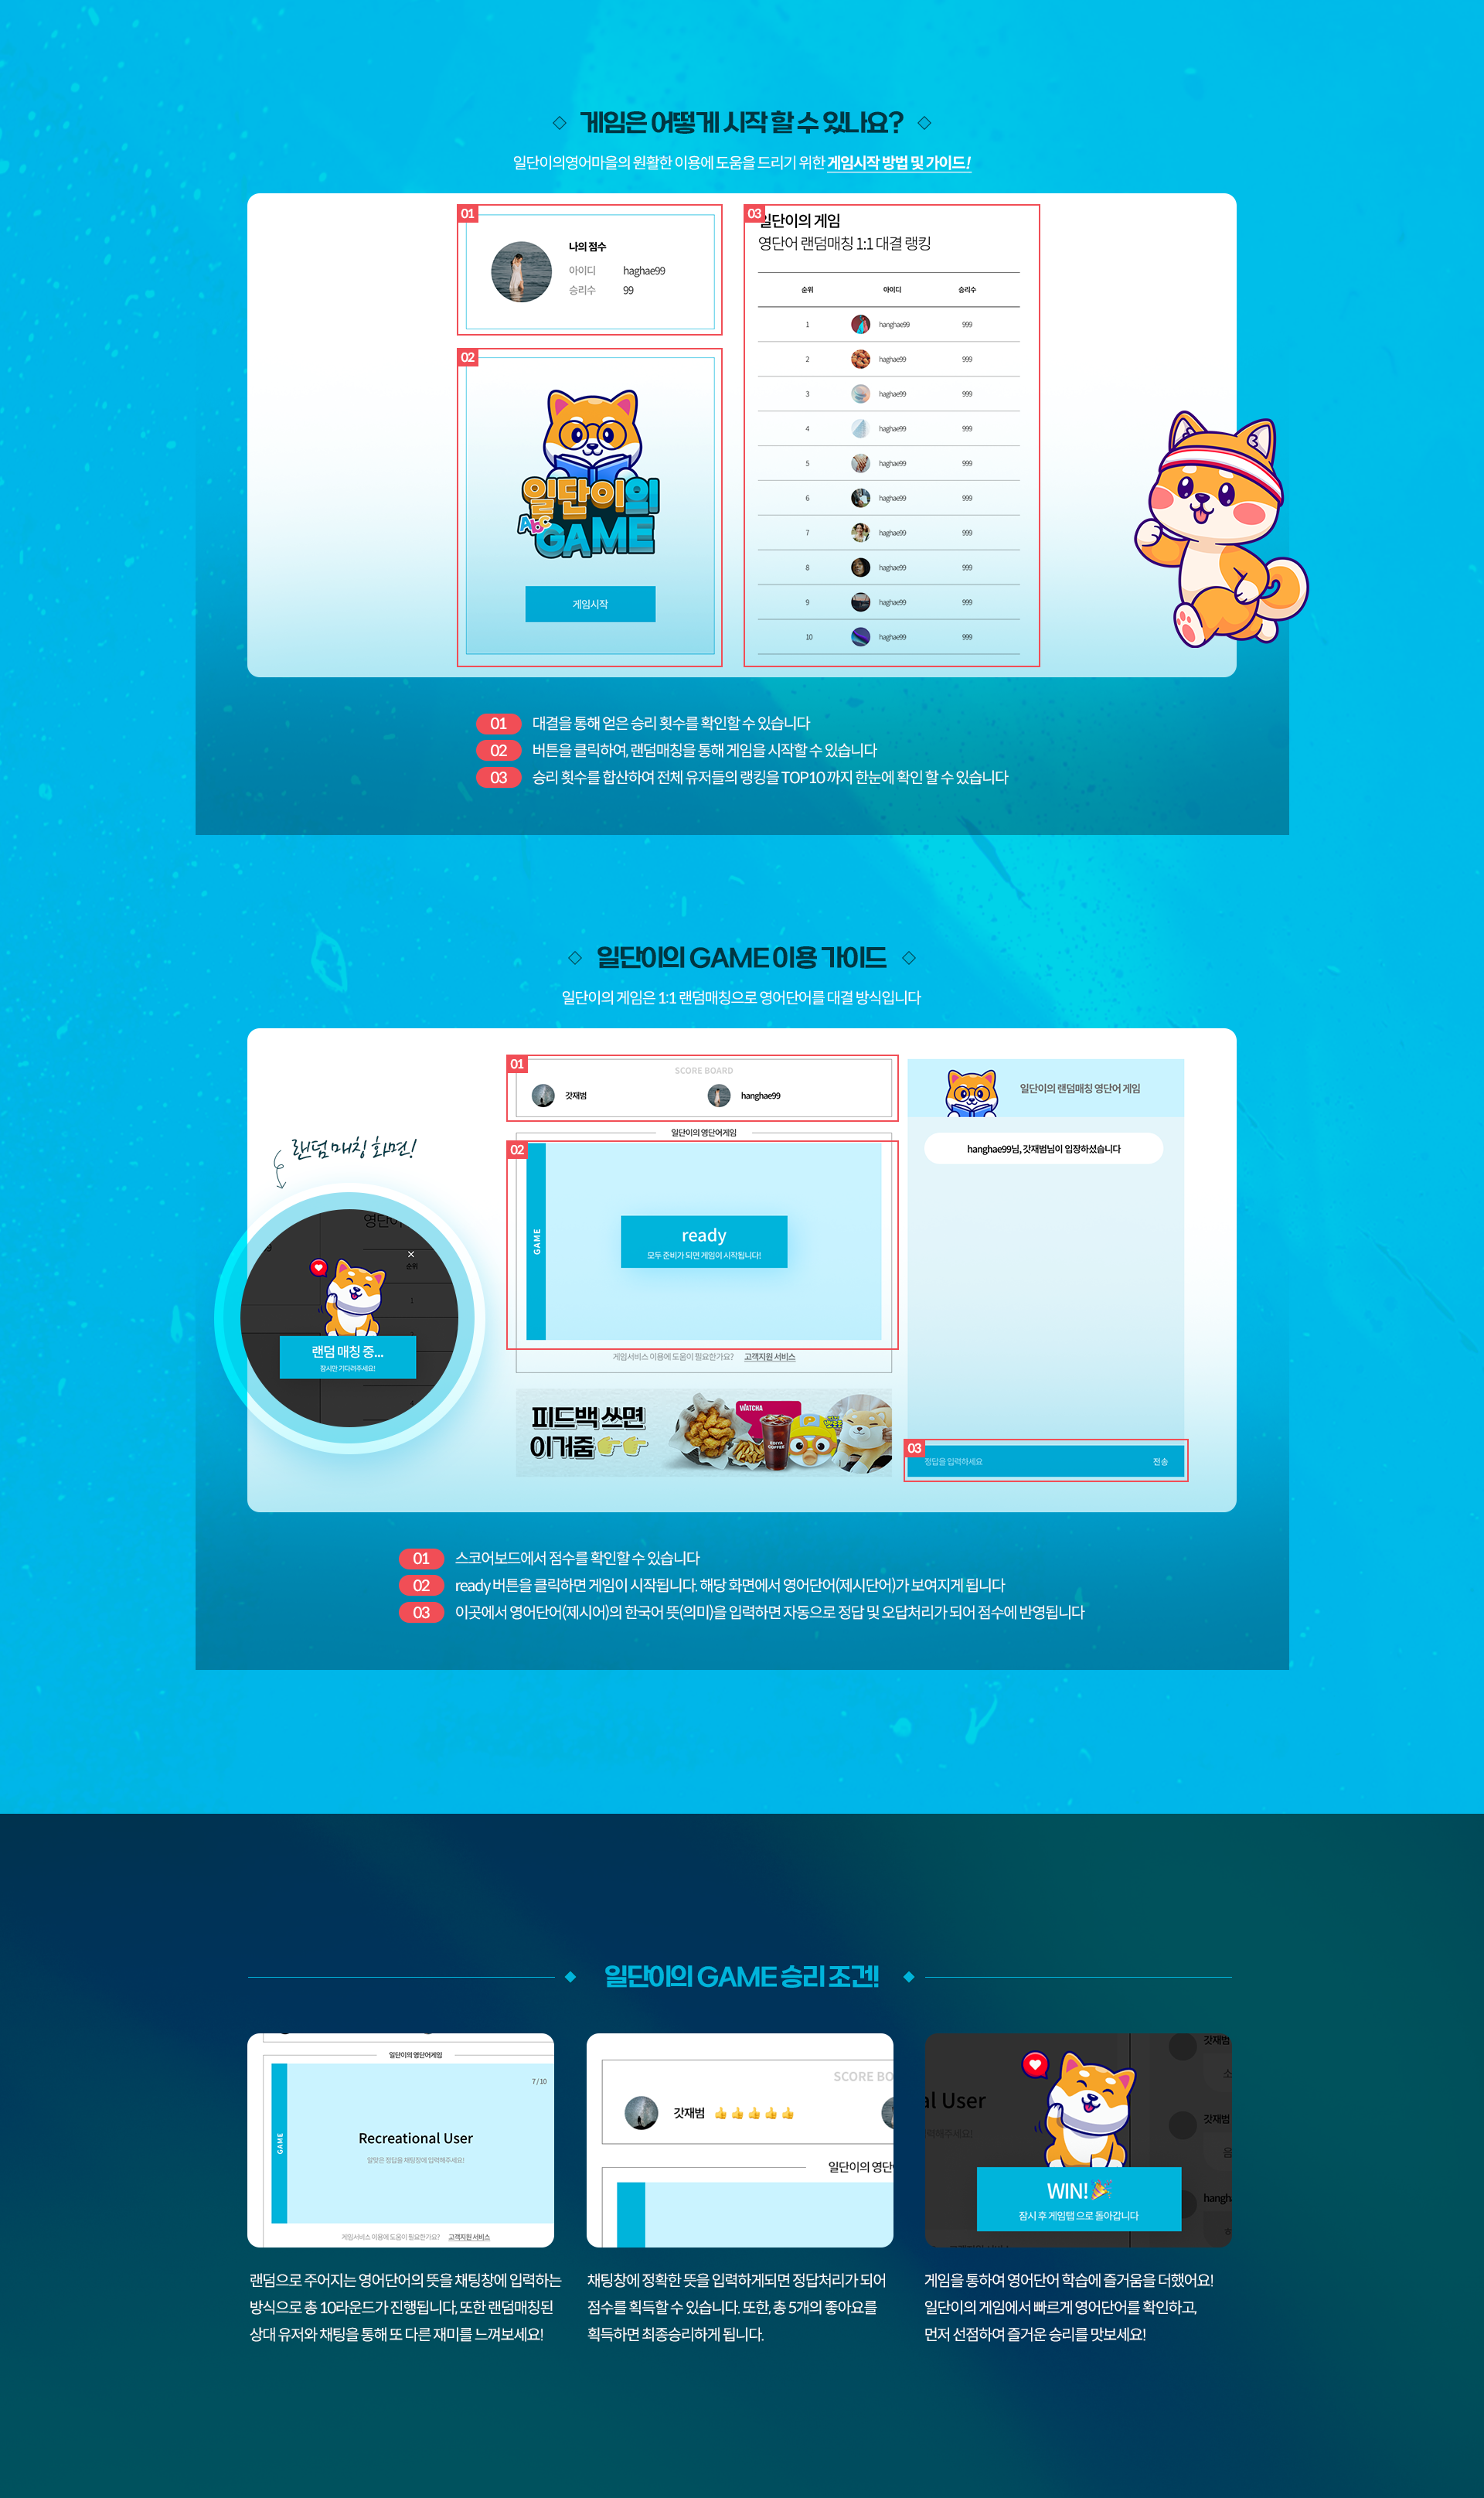 게임은 어떻게 시작 할 수 있나요?
일단이의영어마을의 원활한 이용에 도움을 드리기 위한 게임시작 방법 및 가이드!
01
나의 점수
아이디 haghae99
승리수 99
02
일단이의
ABC
GAME
게임시작
03
일단이의 게임
영단어 랜덤매칭 1:1 대결 랭킹
순위 아이디 승리수
1 hanghae99 999
2 haghae99 999
3 haghae99 999
4 haghae99 999
5 haghae99 999
6 haghae99 999
7 haghae99 999
8 haghae99 999
9 haghae99 999
10 haghae99 999
01 대결을 통해 얻은 승리 횟수를 확인할 수 있습니다
02 버튼을 클릭하여, 랜덤매칭을 통해 게임을 시작할 수 있습니다
03 승리 횟수를 합산하여 전체 유저들의 랭킹을 TOP10 까지 한눈에 확인 할 수 있습니다
일단이의 GAME 이용 가이드
일단이의 게임은 1:1 랜덤매칭으로 영어단어를 대결 방식입니다
랜덤 매칭 화면!
영단어
순위
1
랜덤 매칭 중...
잠시만 기다려주세요!
01
SCORE BOARD
갓재범 hanghae99
일단이의 영단어게임
02
GAME
ready
모두 준비가 되면 게임이 시작됩니다!
게임서비스 이용에 도움이 필요한가요? 고객지원 서비스
피드백 쓰면
이거줌
WATCHA
EDIYA
COFFEE
일단이의 랜덤매칭 영단어 게임
hanghae99님, 갓재범님이 입장하셨습니다
03
정답을 입력하세요 전송
01 스코어보드에서 점수를 확인할 수 있습니다
02 ready 버튼을 클릭하면 게임이 시작됩니다. 해당 화면에서 영어단어(제시단어)가 보여지게 됩니다
03 이곳에서 영어단어(제시어)의 한국어 뜻(의미)을 입력하면 자동으로 정답 및 오답처리가 되어 점수에 반영됩니다
일단이의 GAME 승리 조건!
일단이의 영단어게임
7 / 10
GAME
Recreational User
알맞은 정답을 채팅창에 입력해주세요!
게임서비스 이용에 도움이 필요한가요? 고객지원 서비스
랜덤으로 주어지는 영어단어의 뜻을 채팅창에 입력하는
방식으로 총 10라운드가 진행됩니다, 또한 랜덤매칭된
상대 유저와 채팅을 통해 또 다른 재미를 느껴보세요!
SCORE BO
갓재범 👍👍👍👍👍
일단이의 영단
채팅창에 정확한 뜻을 입력하게되면 정답처리가 되어
점수를 획득할 수 있습니다. 또한, 총 5개의 좋아요를
획득하면 최종승리하게 됩니다.
갓재범
al User
갓재범
음
hangh
WIN!🎉
잠시 후 게임탭 으로 돌아갑니다
게임을 통하여 영어단어 학습에 즐거움을 더했어요!
일단이의 게임에서 빠르게 영어단어를 확인하고,
먼저 선점하여 즐거운 승리를 맛보세요!